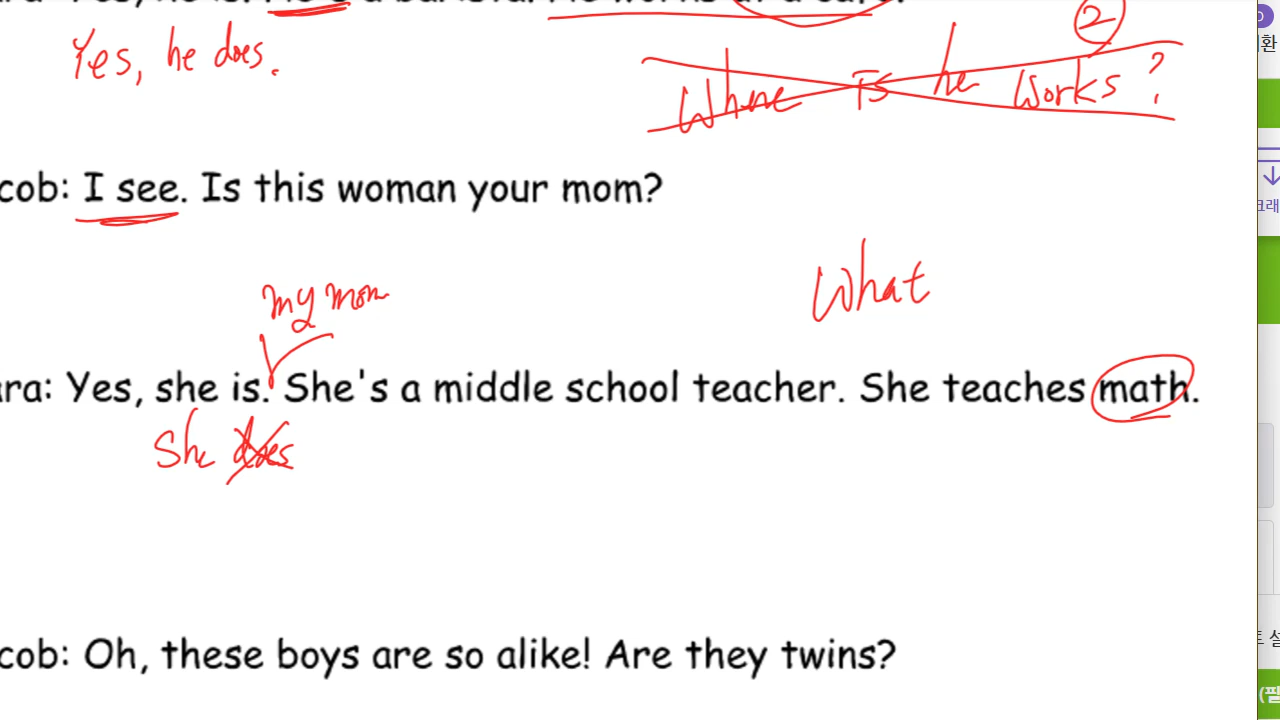 Yes, he does.
②
Where is he works?
cob: I see. Is this woman your mom?
my mom
What
ara: Yes, she is. She's a middle school teacher. She teaches math.
She does
cob: Oh, these boys are so alike! Are they twins?